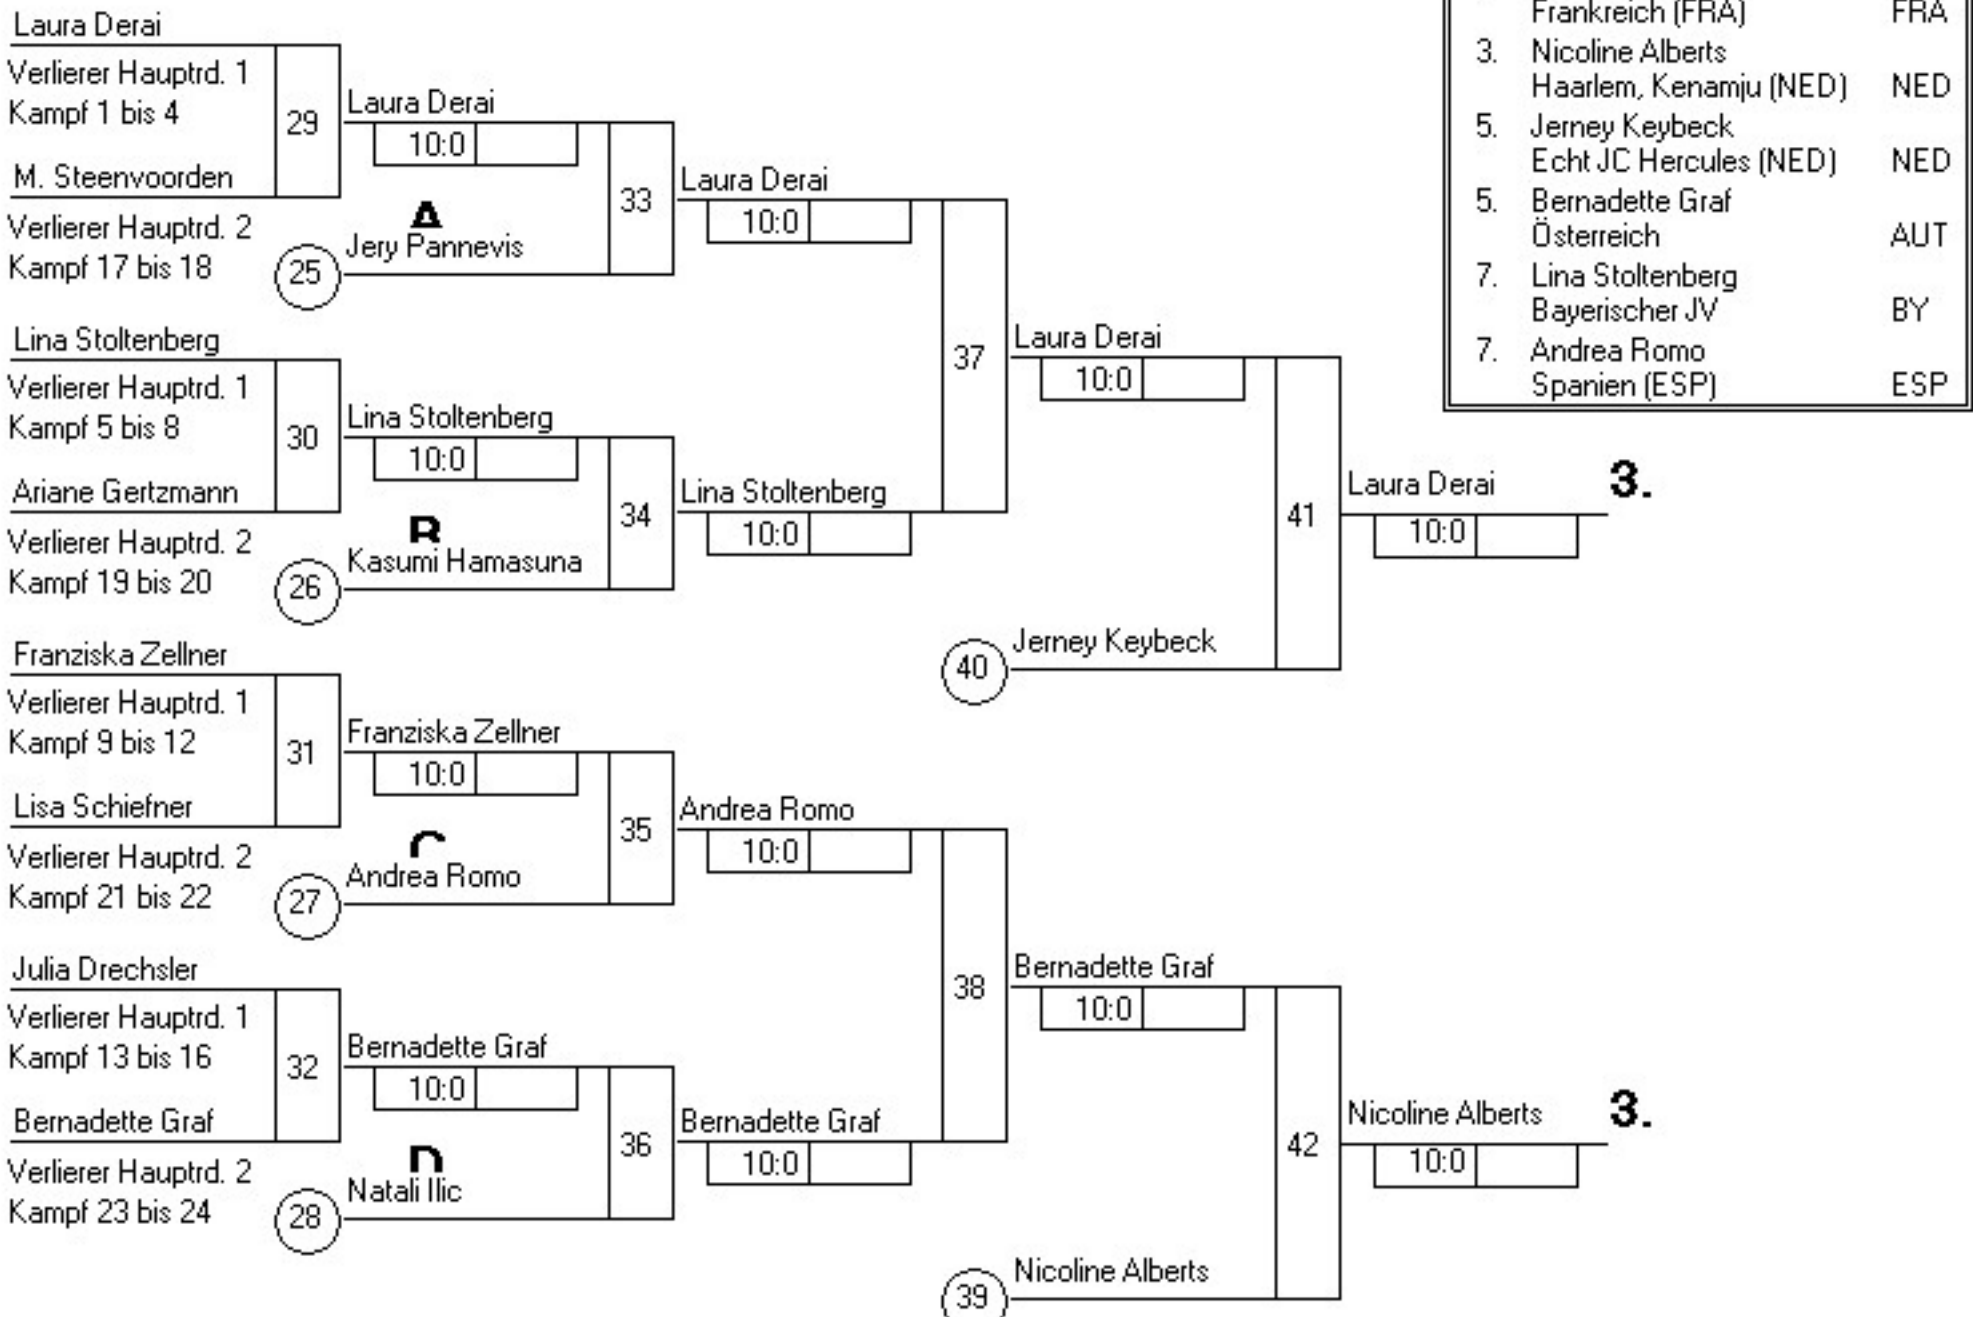 Laura Derai
Verlierer Hauptrd. 1
Kampf 1 bis 4
29
M. Steenvoorden
Verlierer Hauptrd. 2
Kampf 17 bis 18
25
Laura Derai
10:0
A
Jery Pannevis
33
Laura Derai
10:0
Lina Stoltenberg
Verlierer Hauptrd. 1
Kampf 5 bis 8
30
Ariane Gertzmann
Verlierer Hauptrd. 2
Kampf 19 bis 20
26
Lina Stoltenberg
10:0
B
Kasumi Hamasuna
34
Lina Stoltenberg
10:0
37
Laura Derai
10:0
40
Jerney Keybeck
41
Laura Derai
10:0
3.
Franziska Zellner
Verlierer Hauptrd. 1
Kampf 9 bis 12
31
Lisa Schiefner
Verlierer Hauptrd. 2
Kampf 21 bis 22
27
Franziska Zellner
10:0
C
Andrea Romo
35
Andrea Romo
10:0
Julia Drechsler
Verlierer Hauptrd. 1
Kampf 13 bis 16
32
Bernadette Graf
Verlierer Hauptrd. 2
Kampf 23 bis 24
28
Bernadette Graf
10:0
D
Natali Ilic
36
Bernadette Graf
10:0
38
Bernadette Graf
10:0
39
Nicoline Alberts
42
Nicoline Alberts
10:0
3.
Frankreich (FRA) FRA
3. Nicoline Alberts
Haarlem, Kenamju (NED) NED
5. Jerney Keybeck
Echt JC Hercules (NED) NED
5. Bernadette Graf
Österreich AUT
7. Lina Stoltenberg
Bayerischer JV BY
7. Andrea Romo
Spanien (ESP) ESP